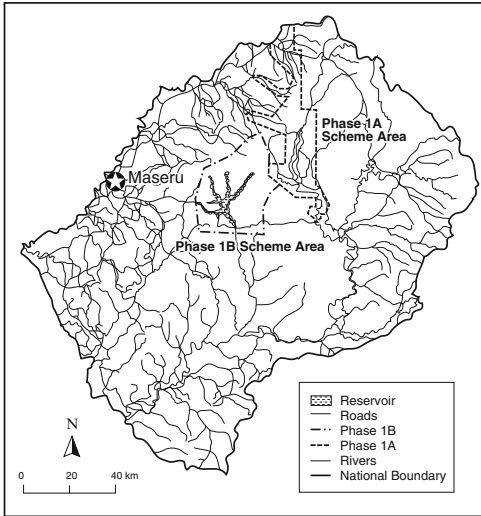 Phase 1A
Scheme Area
Maseru
Phase 1B Scheme Area
N
0 20 40 km
Reservoir
Roads
Phase 1B
Phase 1A
Rivers
National Boundary